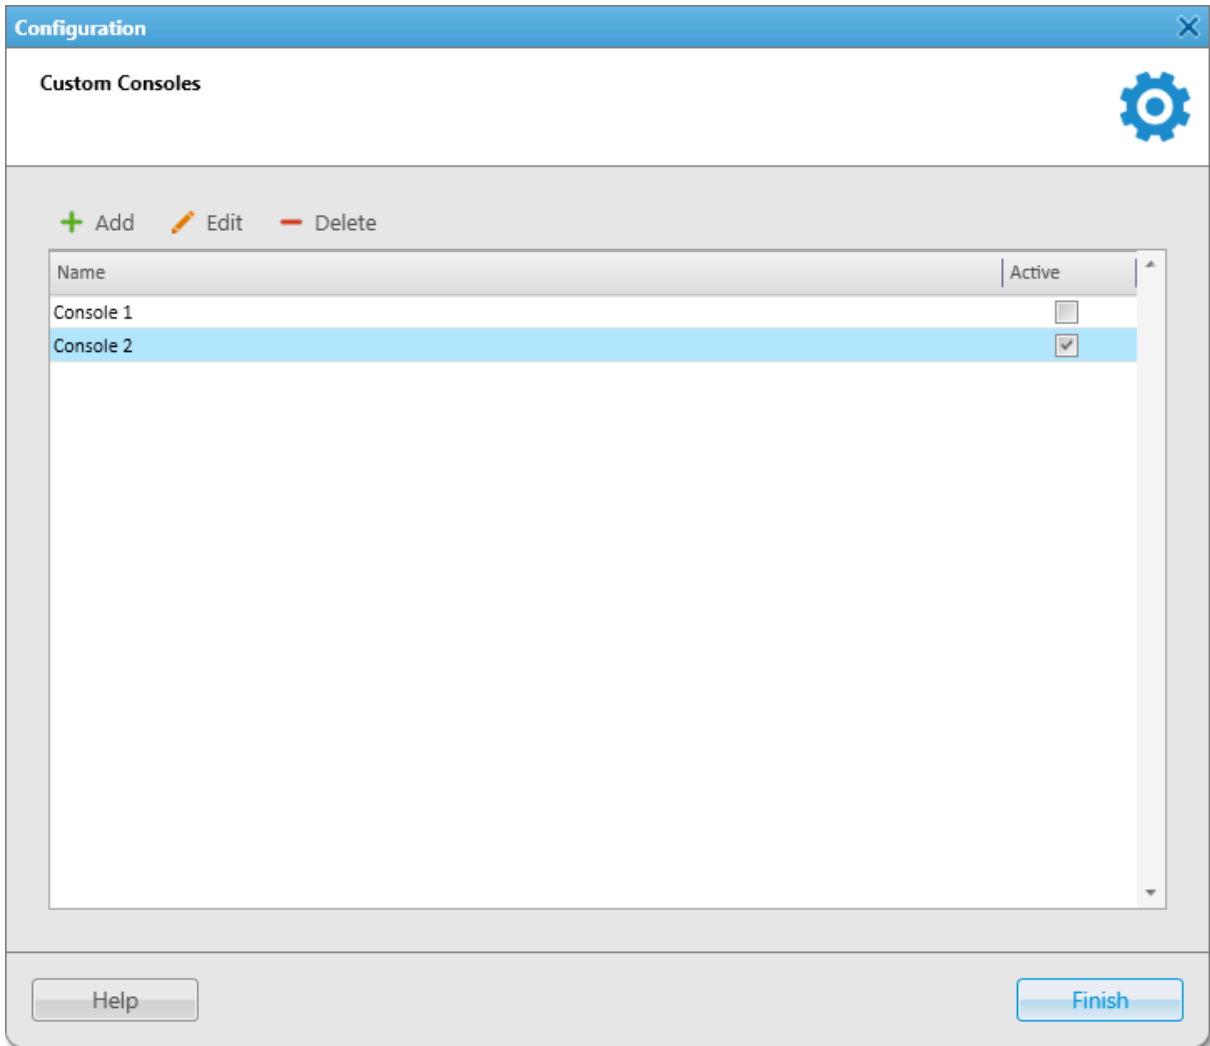 Configuration
Custom Consoles
Add Edit Delete
Name Active
Console 1
Console 2
Help Finish